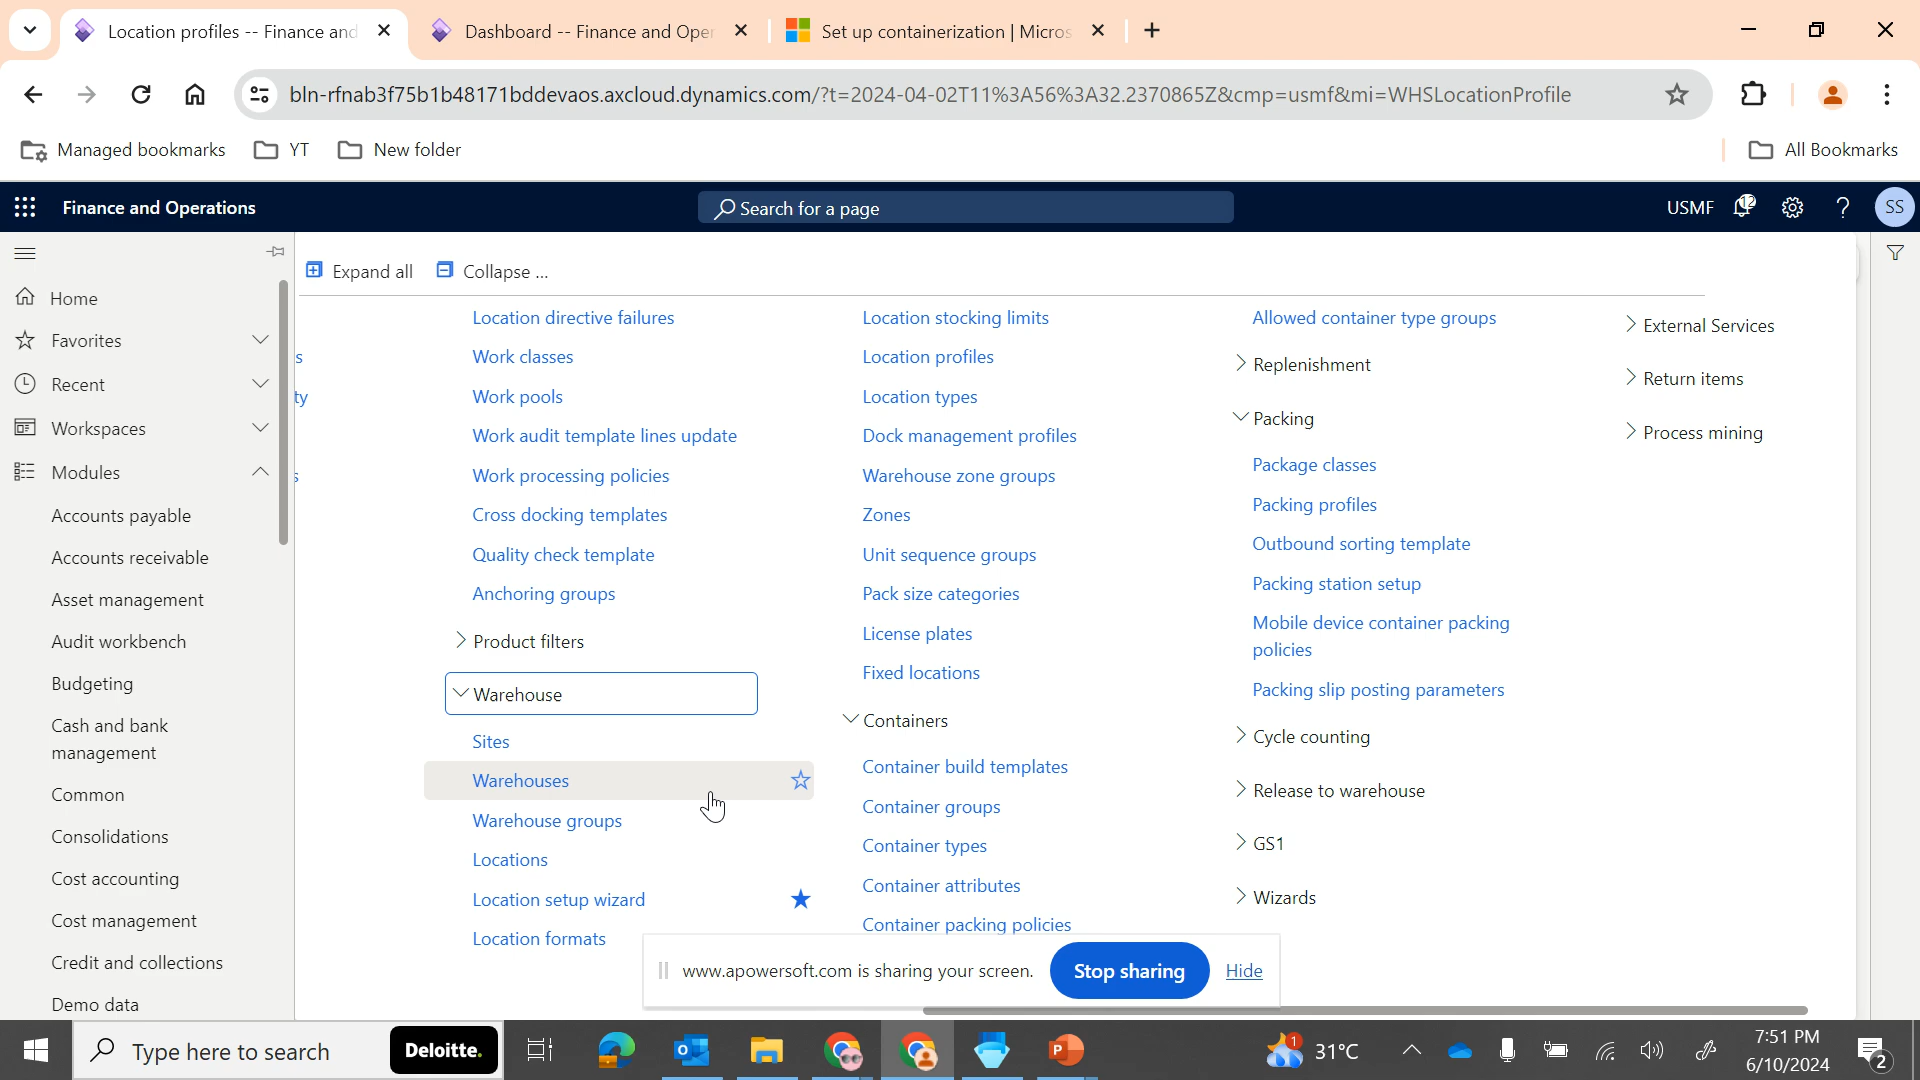 Location profiles -- Finance and
Dashboard -- Finance and Oper
Set up containerization | Micros
bln-rfnab3f75b1b48171bddevaos.axcloud.dynamics.com/?t=2024-04-02T11%3A56%3A32.2370865Z&cmp=usmf&mi=WHSLocationProfile
Managed bookmarks
YT
New folder
All Bookmarks
Finance and Operations
Search for a page
USMF
12
?
SS
Expand all
Collapse ...
Home
Favorites
Recent
Workspaces
Modules
Accounts payable
Accounts receivable
Asset management
Audit workbench
Budgeting
Cash and bank
management
Common
Consolidations
Cost accounting
Cost management
Credit and collections
Demo data
s
ty
s
Location directive failures
Work classes
Work pools
Work audit template lines update
Work processing policies
Cross docking templates
Quality check template
Anchoring groups
Product filters
Warehouse
Sites
Warehouses
Warehouse groups
Locations
Location setup wizard
Location formats
Location stocking limits
Location profiles
Location types
Dock management profiles
Warehouse zone groups
Zones
Unit sequence groups
Pack size categories
License plates
Fixed locations
Containers
Container build templates
Container groups
Container types
Container attributes
Container packing policies
Allowed container type groups
Replenishment
Packing
Package classes
Packing profiles
Outbound sorting template
Packing station setup
Mobile device container packing
policies
Packing slip posting parameters
Cycle counting
Release to warehouse
GS1
Wizards
External Services
Return items
Process mining
www.apowersoft.com is sharing your screen.
Stop sharing
Hide
Type here to search
Deloitte.
1
31°C
7:51 PM
6/10/2024
2